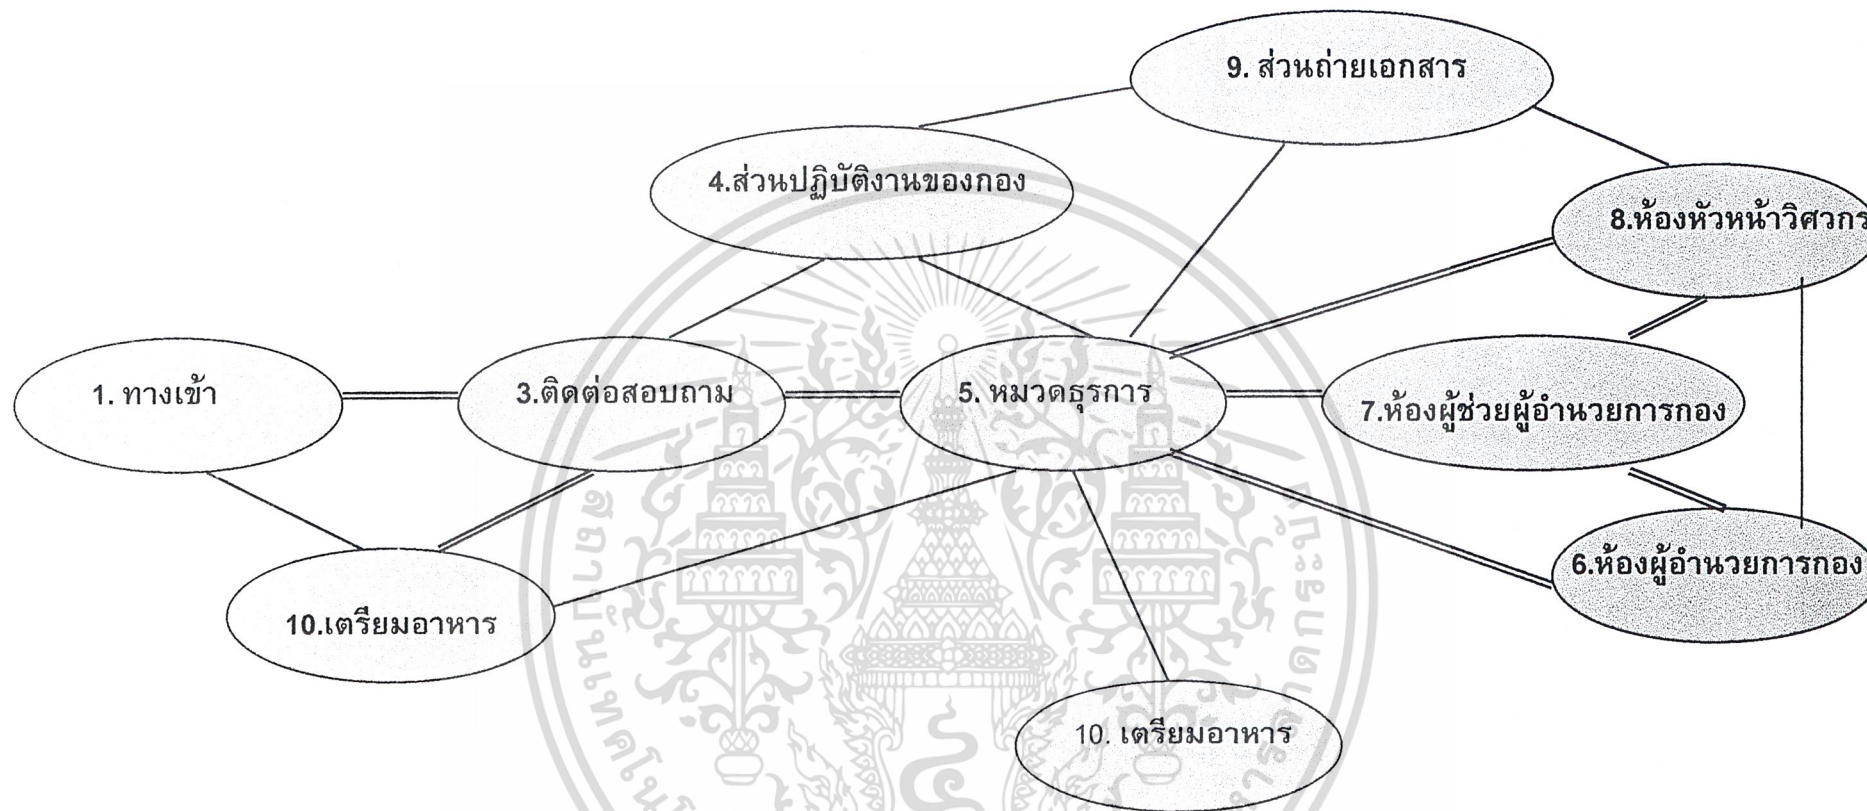 9. ส่วนถ่ายเอกสาร
4.ส่วนปฏิบัติงานของกอง
8.ห้องหัวหน้าวิศวกร
1. ทางเข้า
3.ติดต่อสอบถาม
5. หมวดธุรการ
7.ห้องผู้ช่วยผู้อำนวยการกอง
6.ห้องผู้อำนวยการกอง
10.เตรียมอาหาร
10. เตรียมอาหาร